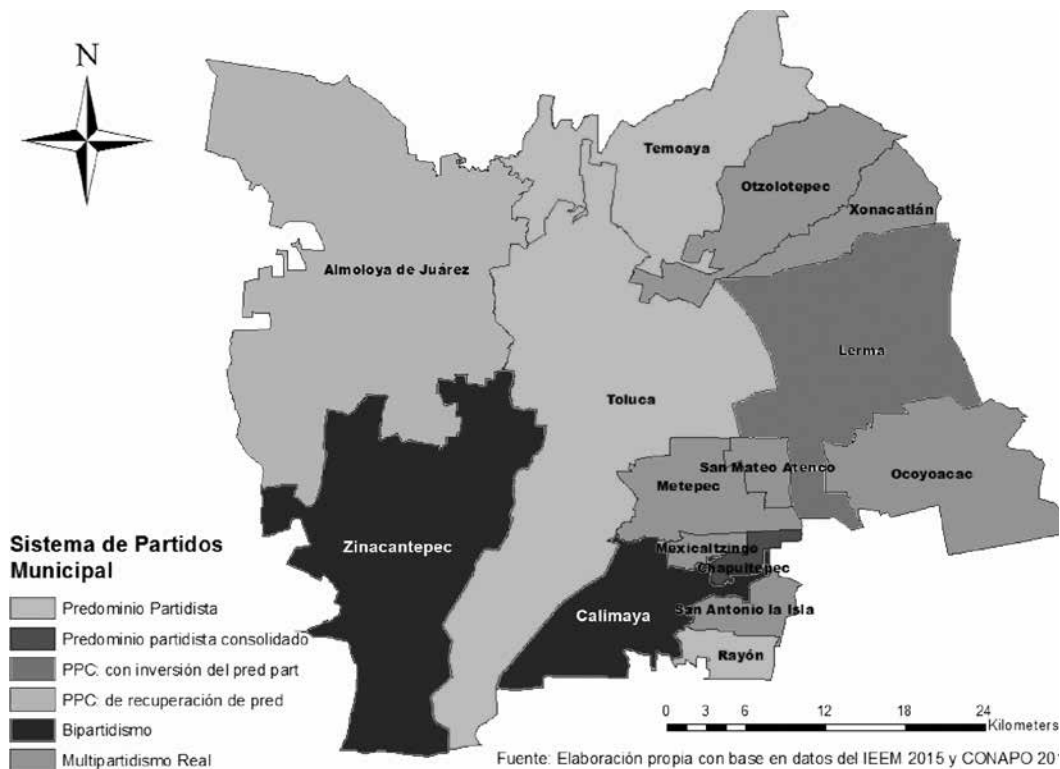 N
Temoaya
Otzolotepec
Xonacatlán
Almoloya de Juárez
Lerma
Toluca
San Mateo Atenco
Ocoyoacac
Metepec
Zinacantepec
Mexicaltzingo
Chapultepec
Calimaya
San Antonio la Isla
Rayón
Sistema de Partidos
Municipal
Predominio Partidista
Predominio partidista consolidado
PPC: con inversión del pred part
PPC: de recuperación de pred
Bipartidismo
Multipartidismo Real
0 3 6 12 18 24
Kilometers
Fuente: Elaboración propia con base en datos del IEEM 2015 y CONAPO 201